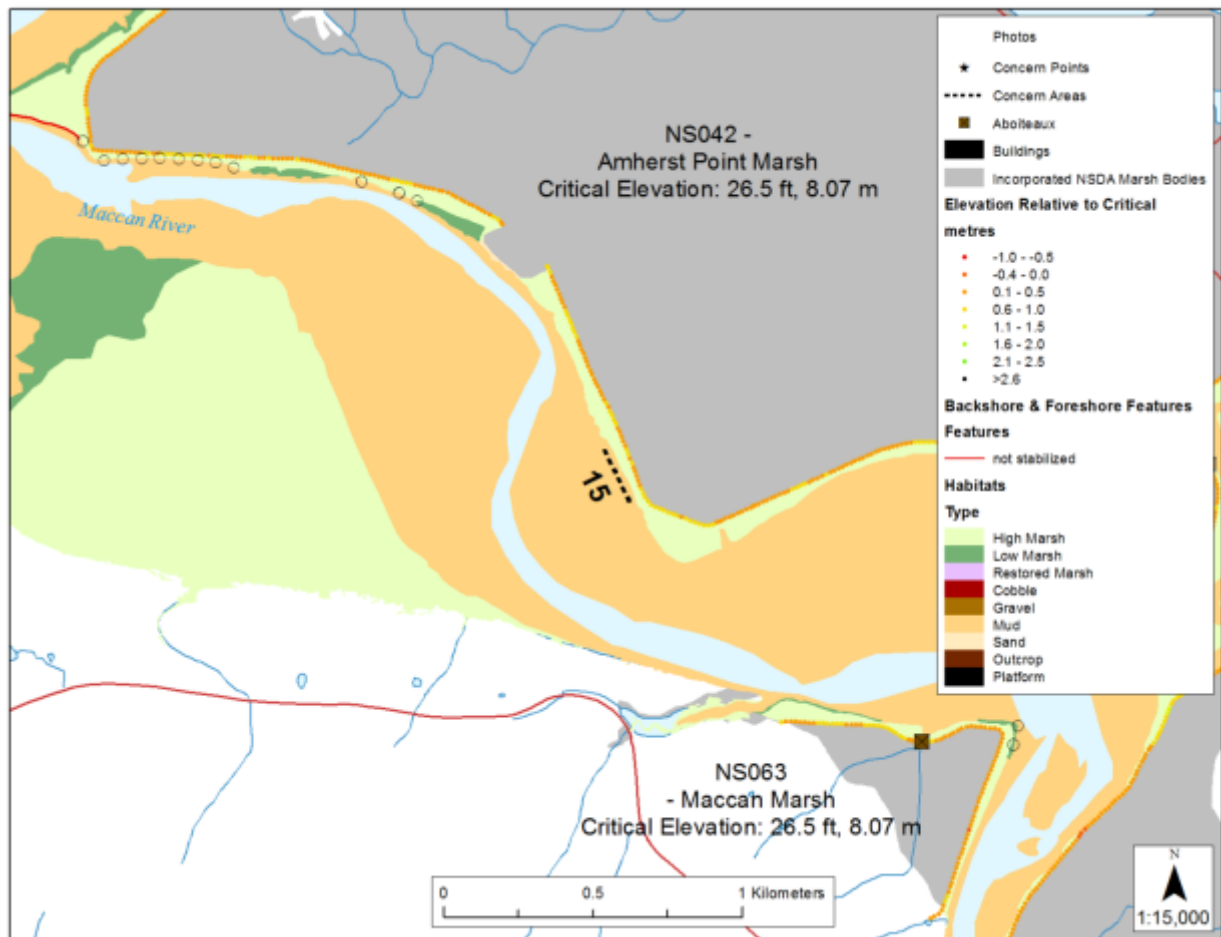 NS042 -
Amherst Point Marsh
Critical Elevation: 26.5 ft, 8.07 m
Maccan River
15
NS063
- Maccan Marsh
Critical Elevation: 26.5 ft, 8.07 m
0 0.5 1 Kilometers
Photos
Concern Points
Concern Areas
Aboiteaux
Buildings
Incorporated NSDA Marsh Bodies
Elevation Relative to Critical
metres
-1.0 - -0.5
-0.4 - 0.0
0.1 - 0.5
0.6 - 1.0
1.1 - 1.5
1.6 - 2.0
2.1 - 2.5
>2.6
Backshore & Foreshore Features
Features
not stabilized
Habitats
Type
High Marsh
Low Marsh
Restored Marsh
Cobble
Gravel
Mud
Sand
Outcrop
Platform
N
1:15,000